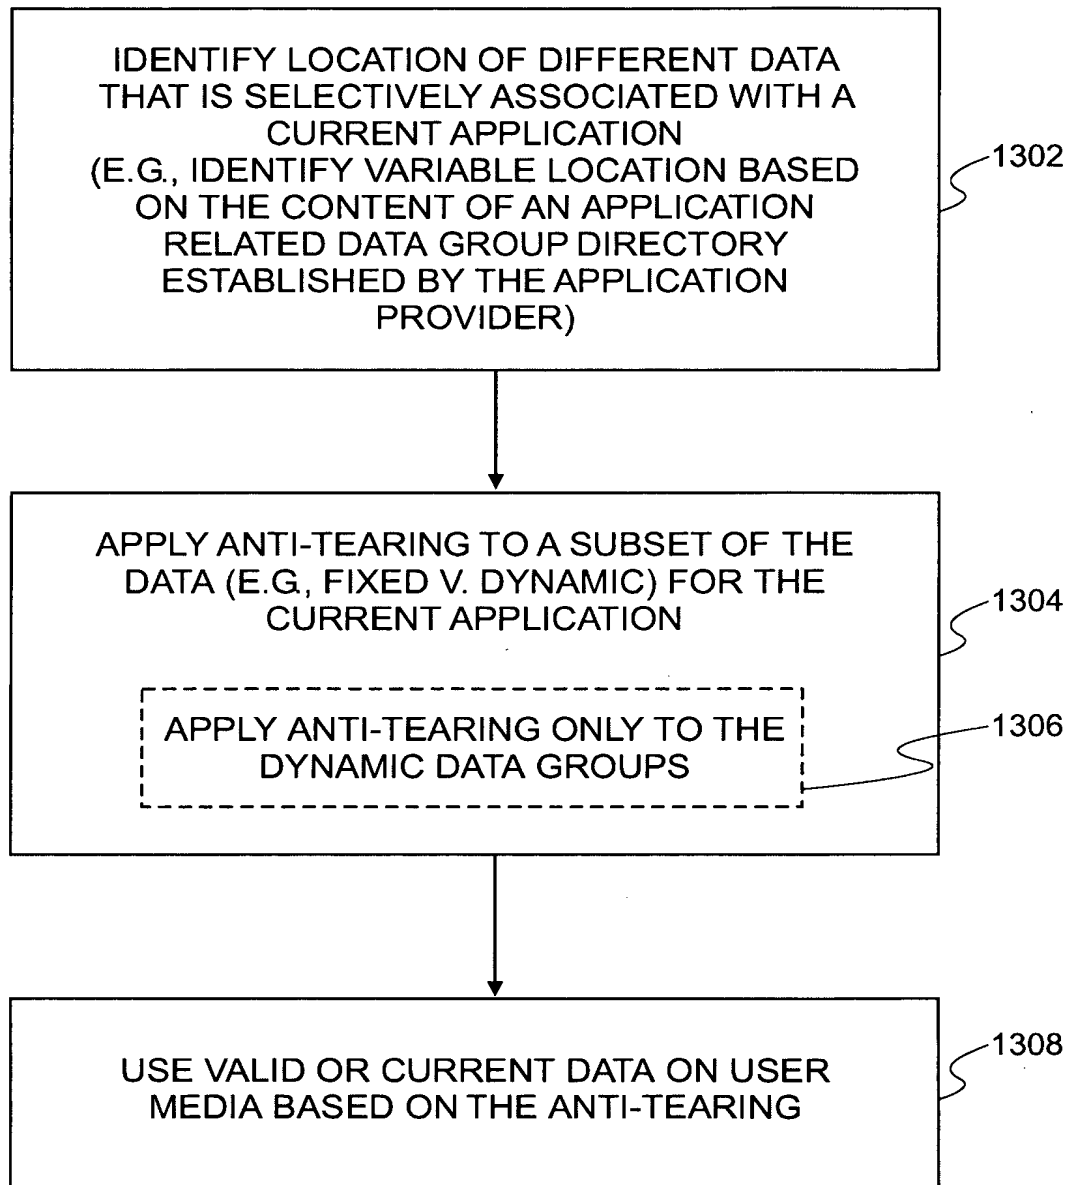 IDENTIFY LOCATION OF DIFFERENT DATA
THAT IS SELECTIVELY ASSOCIATED WITH A
CURRENT APPLICATION
(E.G., IDENTIFY VARIABLE LOCATION BASED
ON THE CONTENT OF AN APPLICATION
RELATED DATA GROUP DIRECTORY
ESTABLISHED BY THE APPLICATION
PROVIDER)
1302
APPLY ANTI-TEARING TO A SUBSET OF THE
DATA (E.G., FIXED V. DYNAMIC) FOR THE
CURRENT APPLICATION
1304
APPLY ANTI-TEARING ONLY TO THE
DYNAMIC DATA GROUPS
1306
USE VALID OR CURRENT DATA ON USER
MEDIA BASED ON THE ANTI-TEARING
1308